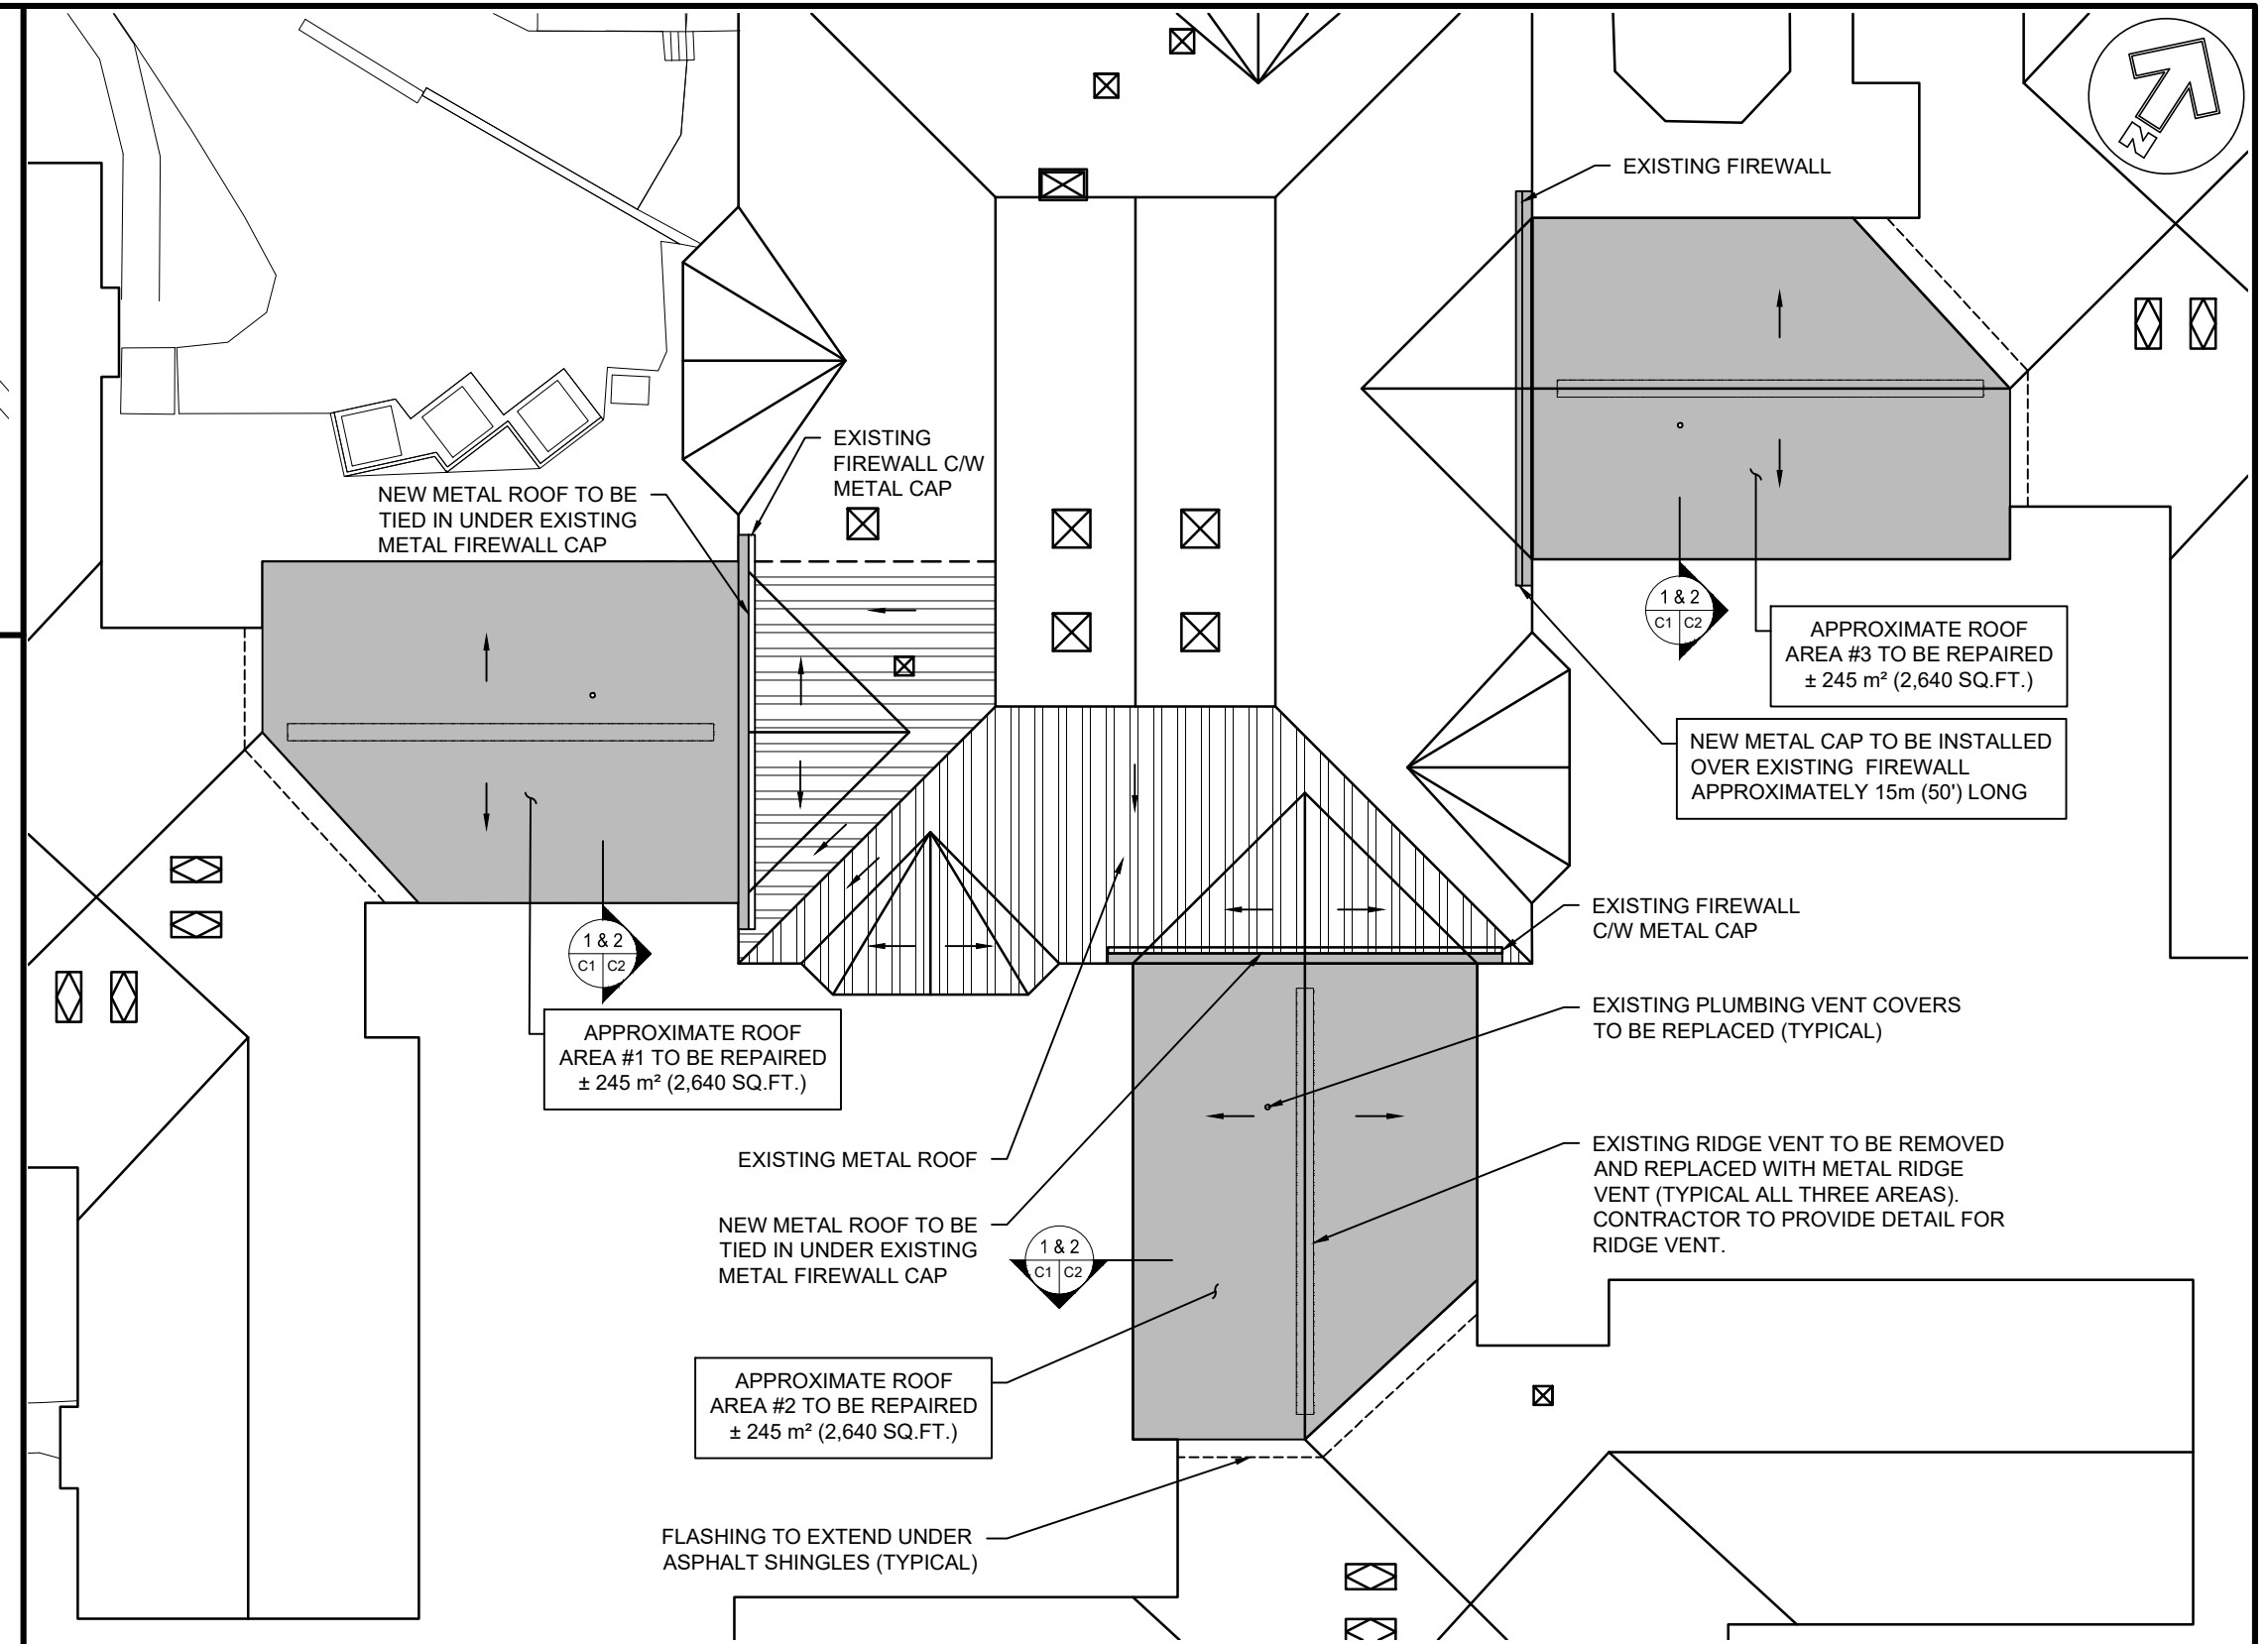 N
EXISTING FIREWALL
EXISTING
FIREWALL C/W
METAL CAP
NEW METAL ROOF TO BE
TIED IN UNDER EXISTING
METAL FIREWALL CAP
1 & 2
C1 C2
APPROXIMATE ROOF
AREA #3 TO BE REPAIRED
± 245 m² (2,640 SQ.FT.)
NEW METAL CAP TO BE INSTALLED
OVER EXISTING FIREWALL
APPROXIMATELY 15m (50') LONG
EXISTING FIREWALL
C/W METAL CAP
1 & 2
C1 C2
APPROXIMATE ROOF
AREA #1 TO BE REPAIRED
± 245 m² (2,640 SQ.FT.)
EXISTING PLUMBING VENT COVERS
TO BE REPLACED (TYPICAL)
EXISTING METAL ROOF
EXISTING RIDGE VENT TO BE REMOVED
AND REPLACED WITH METAL RIDGE
VENT (TYPICAL ALL THREE AREAS).
CONTRACTOR TO PROVIDE DETAIL FOR
RIDGE VENT.
NEW METAL ROOF TO BE
TIED IN UNDER EXISTING
METAL FIREWALL CAP
1 & 2
C1 C2
APPROXIMATE ROOF
AREA #2 TO BE REPAIRED
± 245 m² (2,640 SQ.FT.)
FLASHING TO EXTEND UNDER
ASPHALT SHINGLES (TYPICAL)